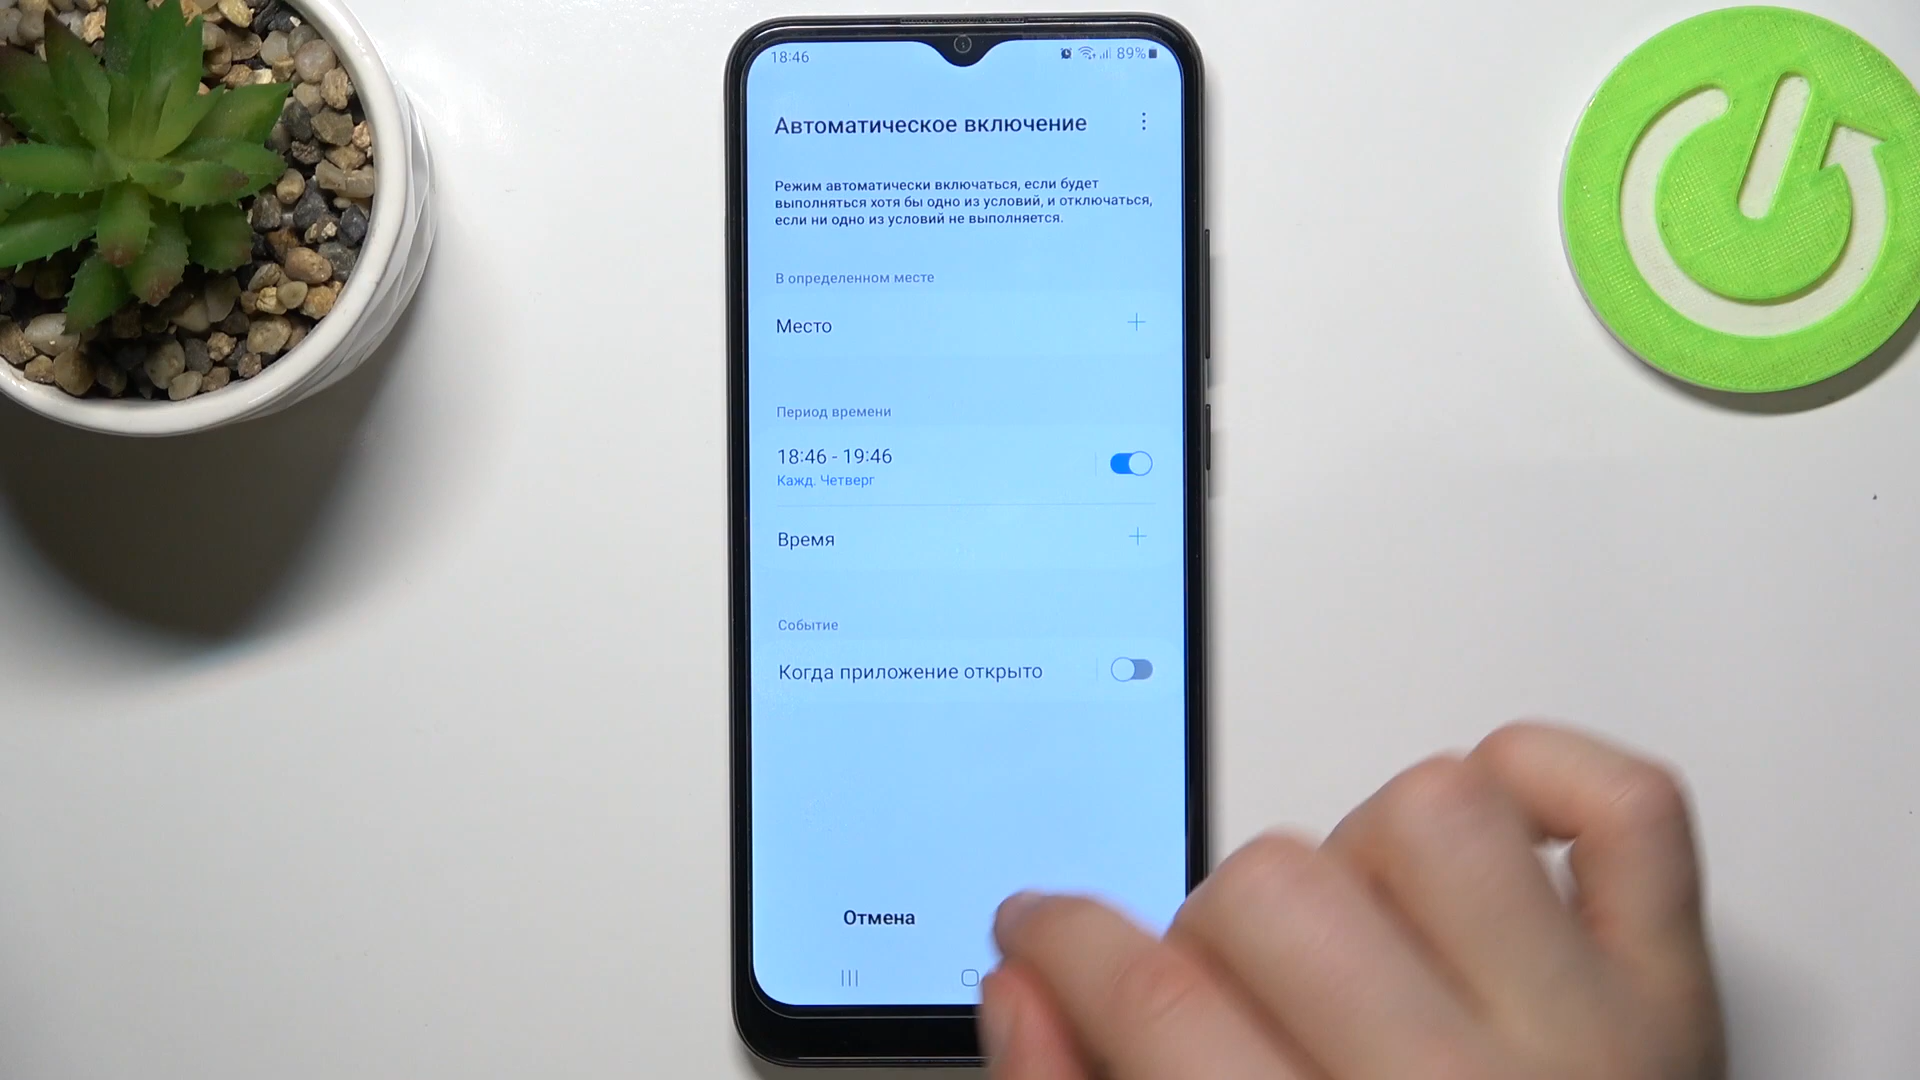 18:46
89%
Автоматическое включение
Режим автоматически включаться, если будет
выполняться хотя бы одно из условий, и отключаться,
если ни одно из условий не выполняется.
В определенном месте
Место
Период времени
18:46 - 19:46
Кажд. Четверг
Время
Событие
Когда приложение открыто
Отмена